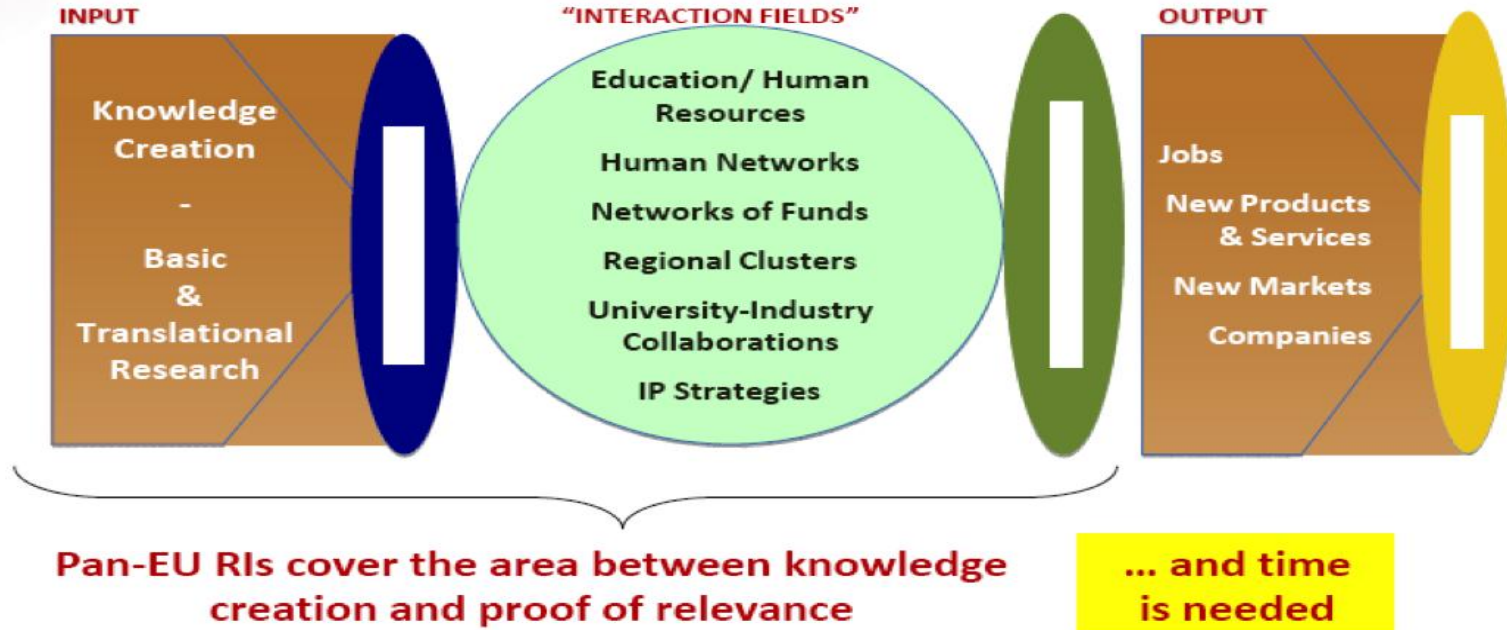 INPUT
Knowledge
Creation
-
Basic
&
Translational
Research
“INTERACTION FIELDS”
Education/ Human
Resources
Human Networks
Networks of Funds
Regional Clusters
University-Industry
Collaborations
IP Strategies
OUTPUT
Jobs
New Products
& Services
New Markets
Companies
Pan-EU RIs cover the area between knowledge
creation and proof of relevance
... and time
is needed